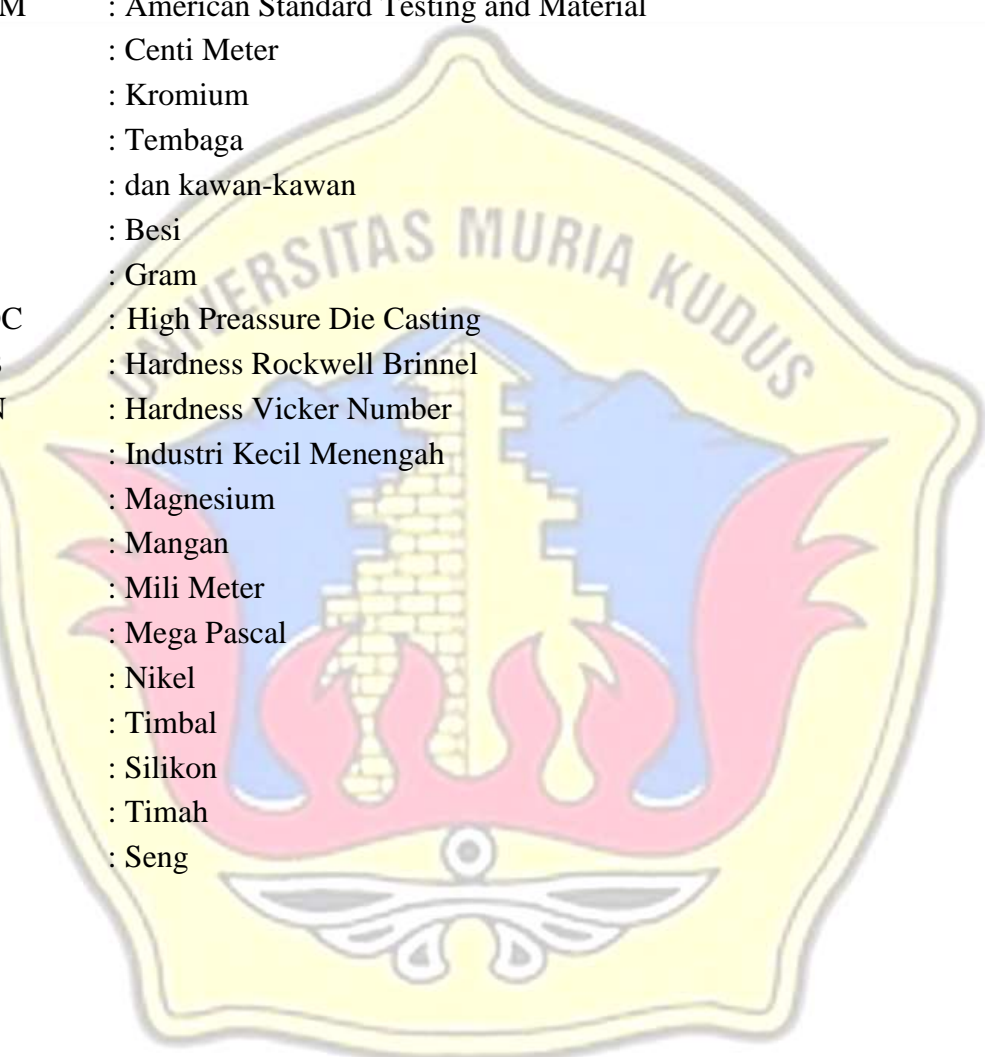 M : American Standard Testing and Material
: Centi Meter
: Kromium
: Tembaga
: dan kawan-kawan
: Besi
: Gram
C : High Preassure Die Casting
: Hardness Rockwell Brinnel
N : Hardness Vicker Number
: Industri Kecil Menengah
: Magnesium
: Mangan
: Mili Meter
: Mega Pascal
: Nikel
: Timbal
: Silikon
: Timah
: Seng
UNIVERSITAS MURIA KUDUS